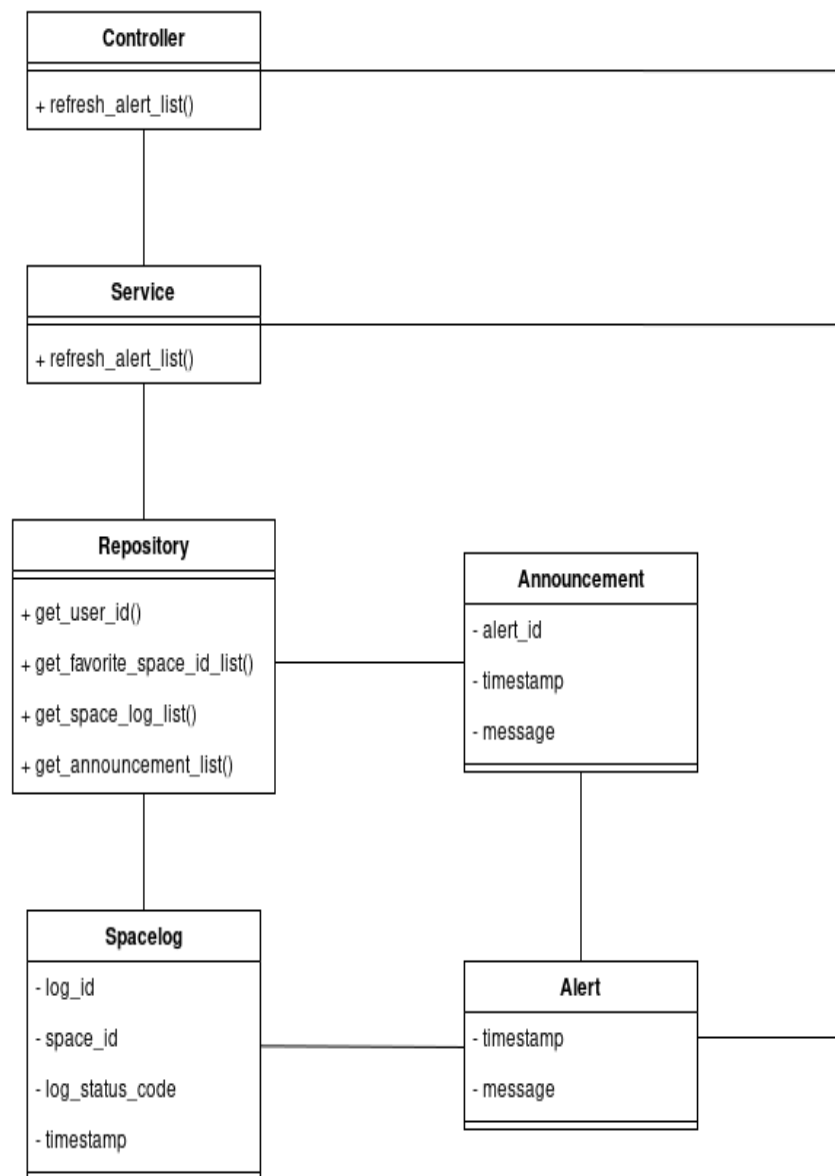 Controller
+ refresh_alert_list()
Service
+ refresh_alert_list()
Repository
+ get_user_id()
+ get_favorite_space_id_list()
+ get_space_log_list()
+ get_announcement_list()
Announcement
- alert_id
- timestamp
- message
Spacelog
- log_id
- space_id
- log_status_code
- timestamp
Alert
- timestamp
- message